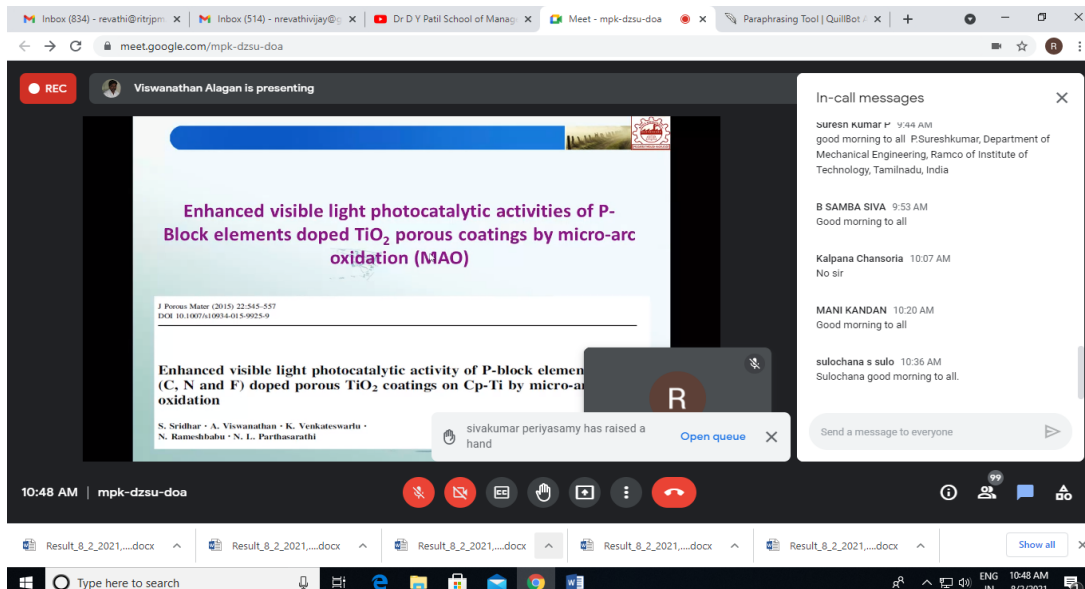 Inbox (834) - revathi@ritrjpm
Inbox (514) - nrevathivijay@g
Dr D Y Patil School of Manag
Meet - mpk-dzsu-doa
Paraphrasing Tool | QuillBot
meet.google.com/mpk-dzsu-doa
R
REC
Viswanathan Alagan is presenting
Enhanced visible light photocatalytic activities of P-
Block elements doped TiO2 porous coatings by micro-arc
oxidation (MAO)
J Porous Mater (2015) 22:545–557
DOI 10.1007/s10934-015-9925-9
Enhanced visible light photocatalytic activity of P-block elemen
(C, N and F) doped porous TiO2 coatings on Cp-Ti by micro-a
oxidation
S. Sridhar · A. Viswanathan · K. Venkateswarlu ·
N. Rameshbabu · N. L. Parthasarathi
R
sivakumar periyasamy has raised a
hand
Open queue
In-call messages
Suresh Kumar P 9:44 AM
good morning to all P.Sureshkumar, Department of
Mechanical Engineering, Ramco of Institute of
Technology, Tamilnadu, India
B SAMBA SIVA 9:53 AM
Good morning to all
Kalpana Chansoria 10:07 AM
No sir
MANI KANDAN 10:20 AM
Good morning to all
sulochana s sulo 10:36 AM
Sulochana good morning to all.
Send a message to everyone
10:48 AM | mpk-dzsu-doa
CC
99
Result_8_2_2021,....docx
Result_8_2_2021,....docx
Result_8_2_2021,....docx
Result_8_2_2021,....docx
Result_8_2_2021,....docx
Show all
Type here to search
ENG
IN
10:48 AM
8/2/2021